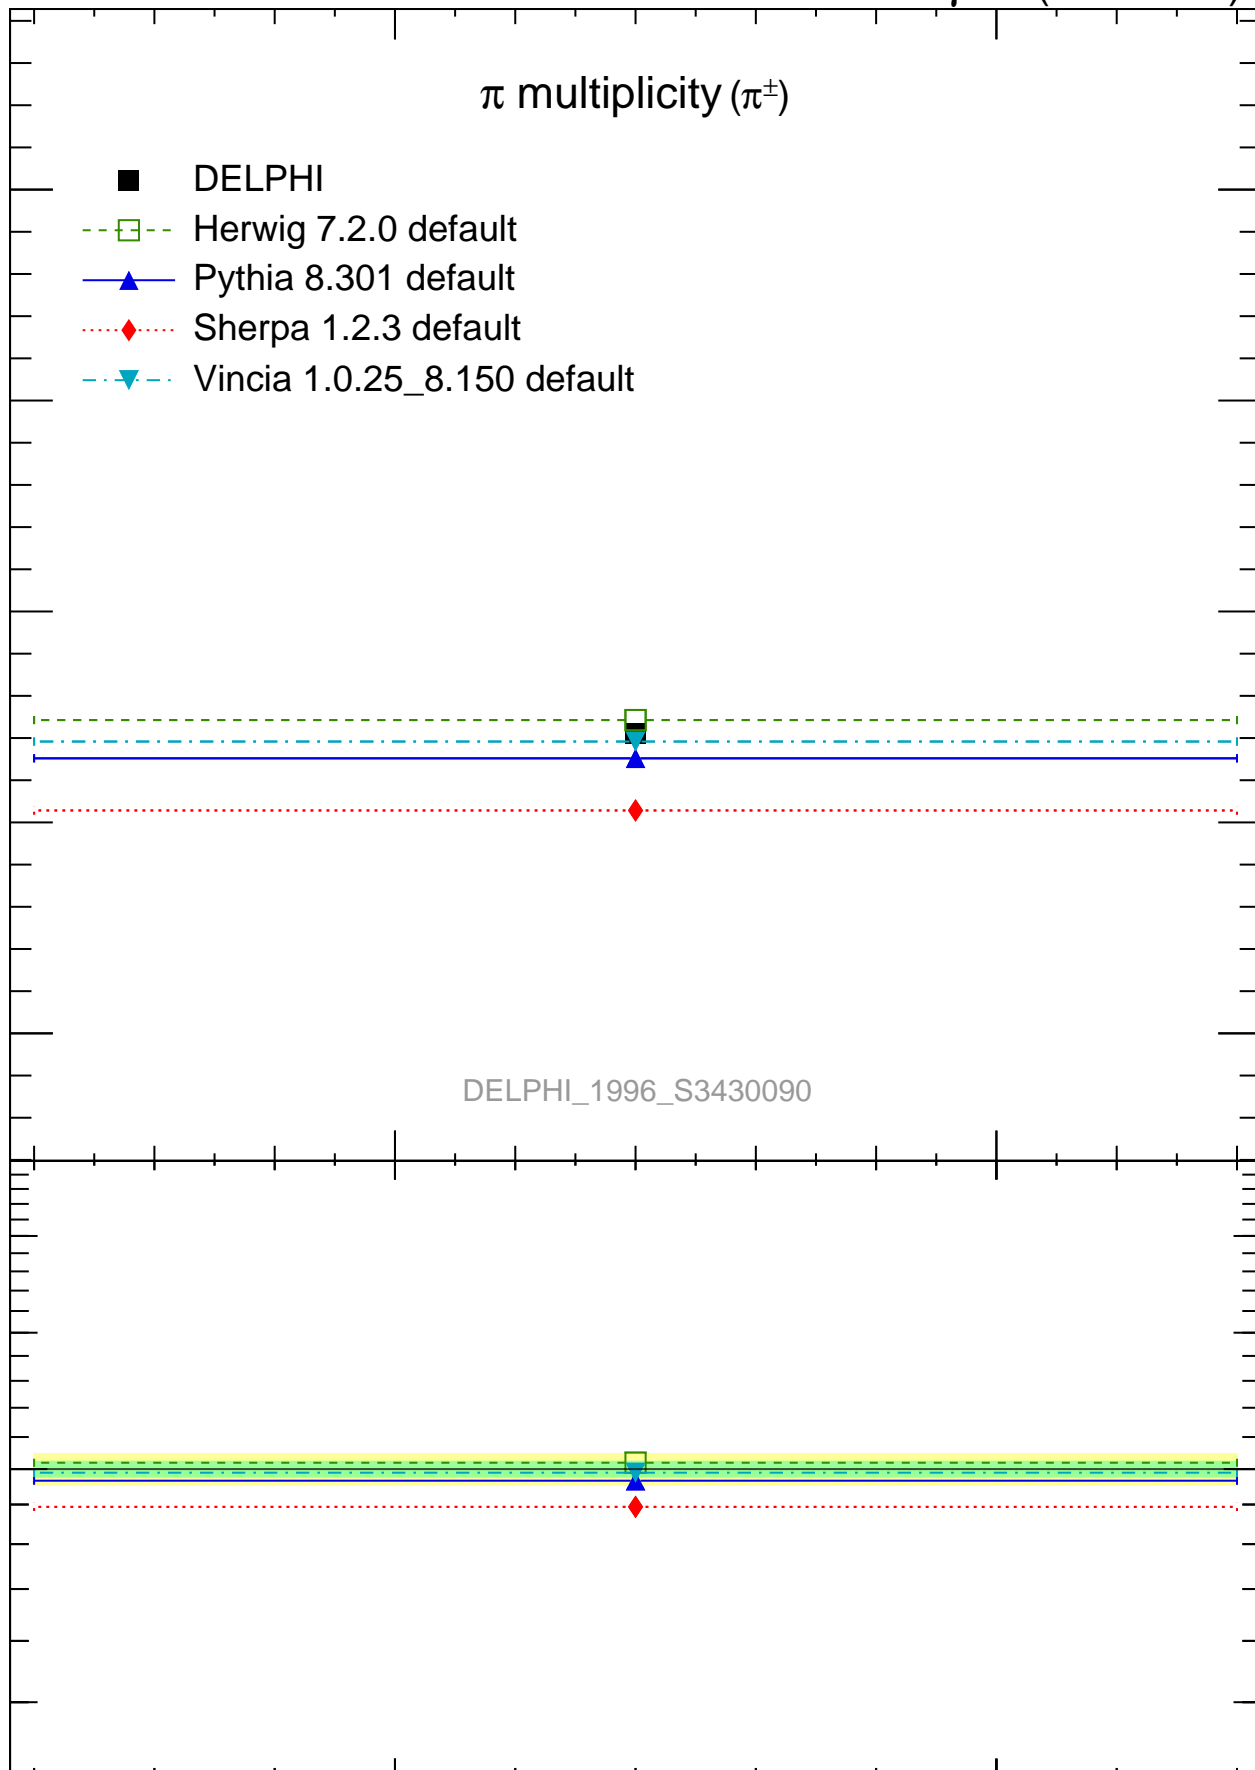 π multiplicity (π±)
DELPHI
Herwig 7.2.0 default
Pythia 8.301 default
Sherpa 1.2.3 default
Vincia 1.0.25_8.150 default
DELPHI_1996_S3430090